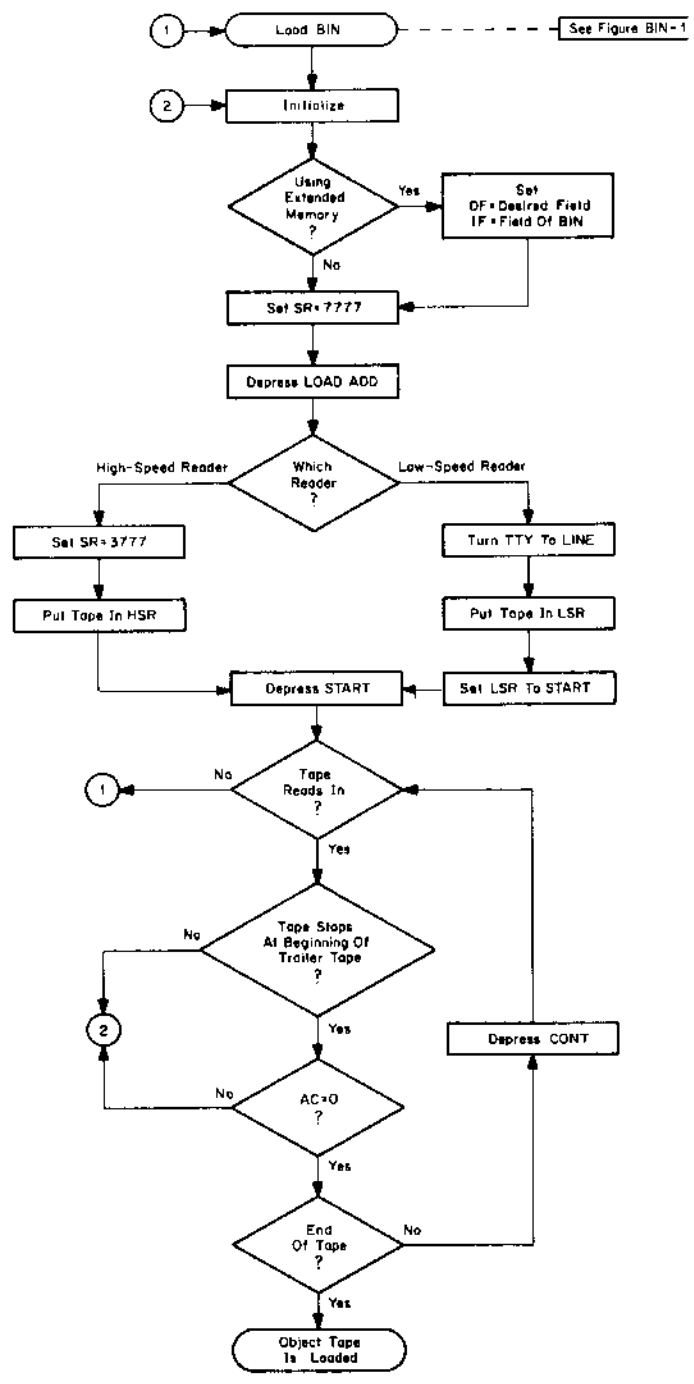 1
Load BIN
See Figure BIN-1
2
Initialize
Using
Extended
Memory
?
Yes
Set
DF=Desired Field
IF=Field Of BIN
No
Set SR=7777
Depress LOAD ADD
High-Speed Reader
Which
Reader
?
Low-Speed Reader
Set SR=3777
Turn TTY To LINE
Put Tape In HSR
Put Tape In LSR
Depress START
Set LSR To START
1
No
Tape
Reads In
?
Yes
No
Tape Stops
At Beginning Of
Trailer Tape
?
2
Yes
Depress CONT
No
AC=0
?
Yes
End
Of Tape
?
No
Yes
Object Tape
Is Loaded